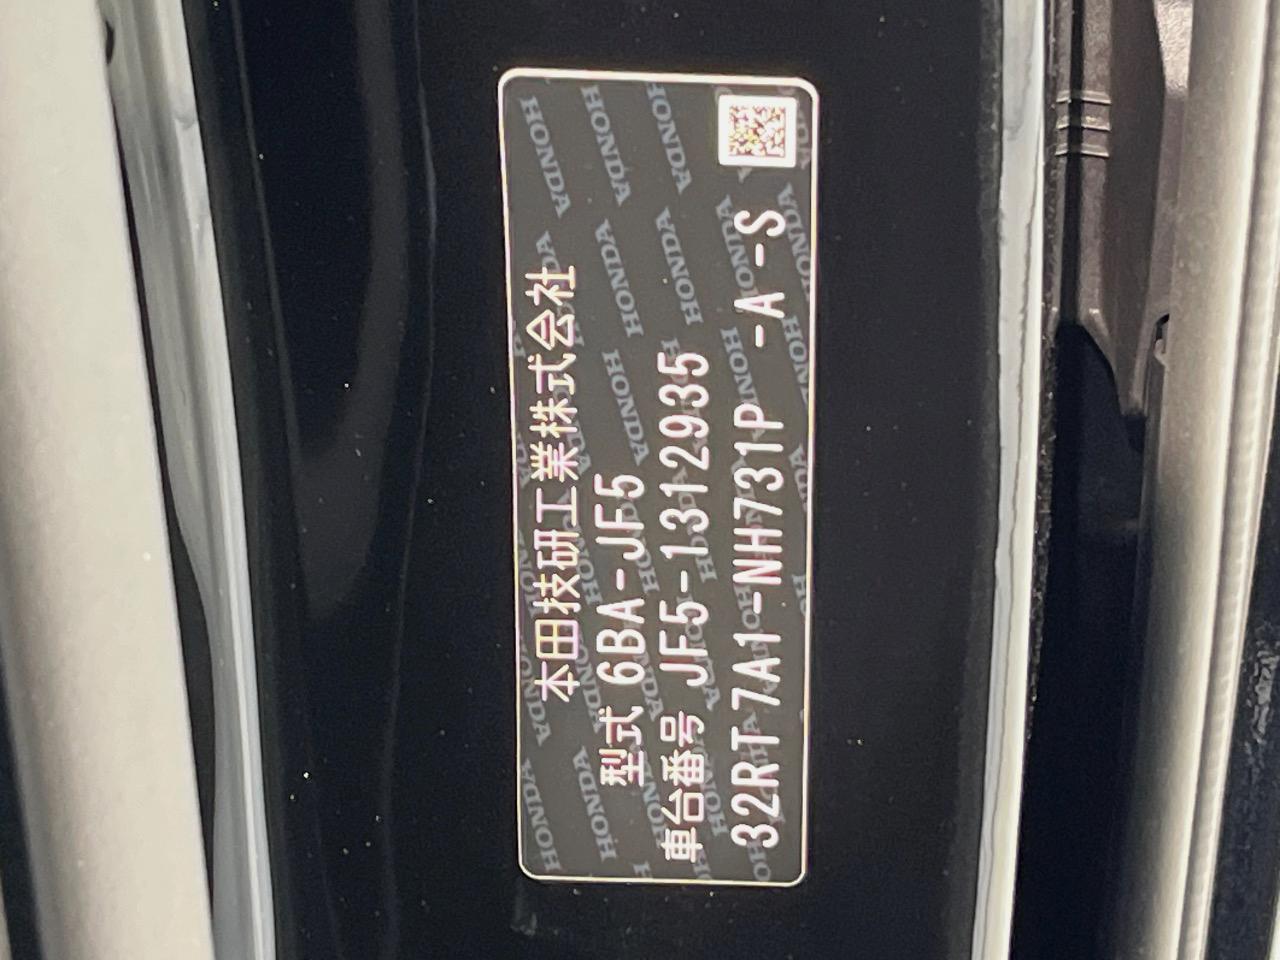 本田技研工業株式会社
型式 6BA-JF5
車台番号 JF5-1312935
32RT7A1-NH731P -A-S